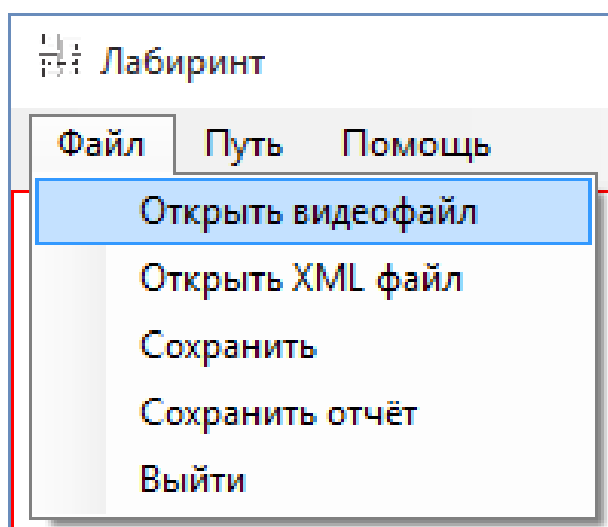 Лабиринт
Файл Путь Помощь
Открыть видеофайл
Открыть XML файл
Сохранить
Сохранить отчёт
Выйти